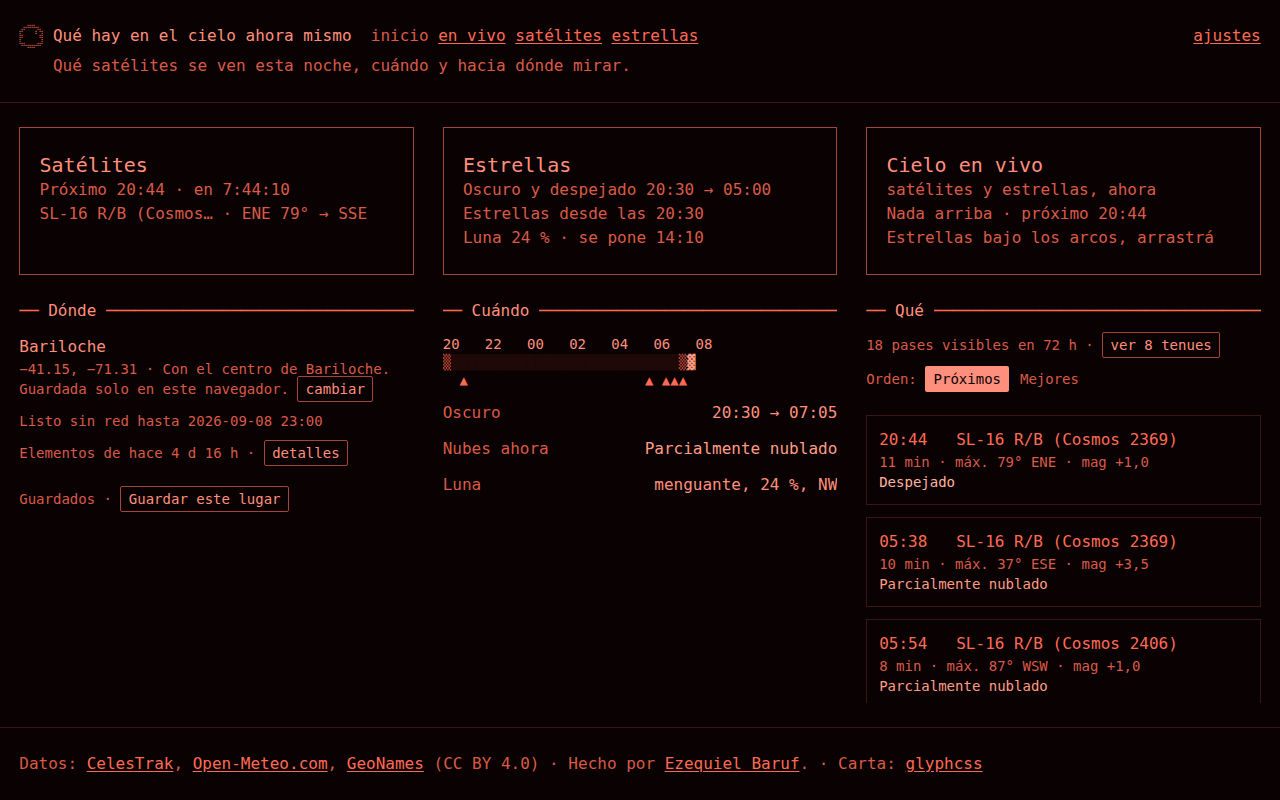 Qué hay en el cielo ahora mismo inicio en vivo satélites estrellas ajustes
Qué satélites se ven esta noche, cuándo y hacia dónde mirar.
Satélites
Próximo 20:44 · en 7:44:10
SL-16 R/B (Cosmos… · ENE 79° → SSE
Estrellas
Oscuro y despejado 20:30 → 05:00
Estrellas desde las 20:30
Luna 24 % · se pone 14:10
Cielo en vivo
satélites y estrellas, ahora
Nada arriba · próximo 20:44
Estrellas bajo los arcos, arrastrá
Dónde
Bariloche
−41.15, −71.31 · Con el centro de Bariloche.
Guardada solo en este navegador. cambiar
Listo sin red hasta 2026-09-08 23:00
Elementos de hace 4 d 16 h · detalles
Guardados · Guardar este lugar
Cuándo
20 22 00 02 04 06 08
Oscuro 20:30 → 07:05
Nubes ahora Parcialmente nublado
Luna menguante, 24 %, NW
Qué
18 pases visibles en 72 h · ver 8 tenues
Orden: Próximos Mejores
20:44 SL-16 R/B (Cosmos 2369)
11 min · máx. 79° ENE · mag +1,0
Despejado
05:38 SL-16 R/B (Cosmos 2369)
10 min · máx. 37° ESE · mag +3,5
Parcialmente nublado
05:54 SL-16 R/B (Cosmos 2406)
8 min · máx. 87° WSW · mag +1,0
Parcialmente nublado
Datos: CelesTrak, Open-Meteo.com, GeoNames (CC BY 4.0) · Hecho por Ezequiel Baruf. · Carta: glyphcss